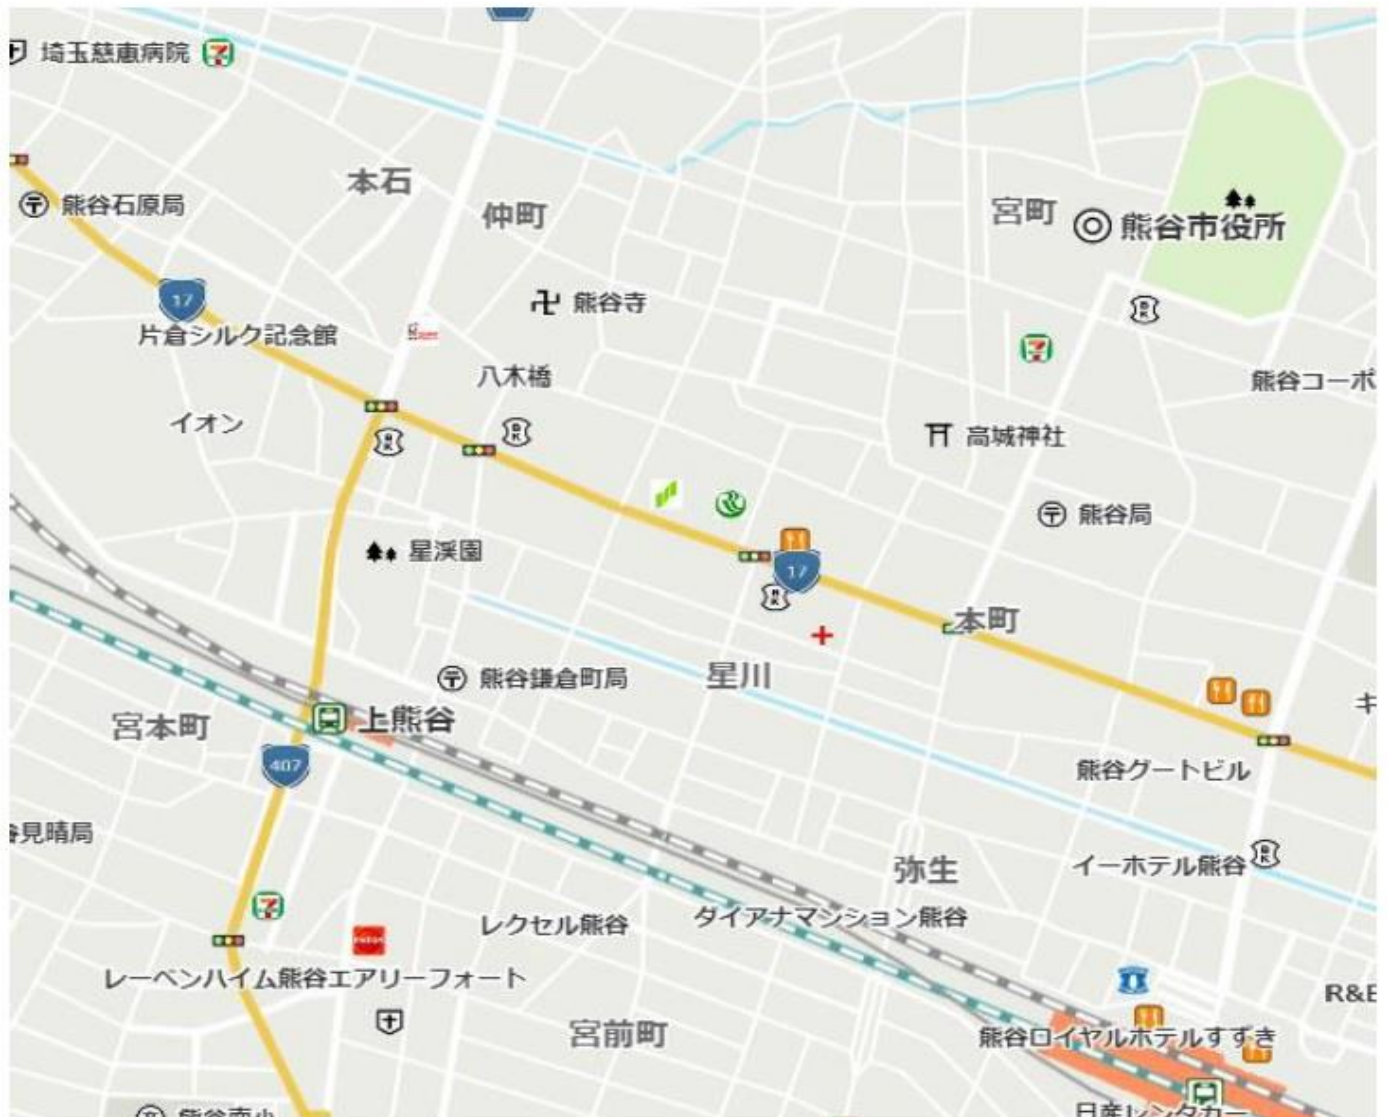 埼玉慈恵病院
本石
熊谷石原局
仲町
宮町
熊谷市役所
17
熊谷寺
片倉シルク記念館
八木橋
熊谷コーポ
イオン
高城神社
熊谷局
星渓園
17
本町
熊谷鎌倉町局
星川
宮本町
上熊谷
キ
407
熊谷グートビル
見晴局
弥生
イーホテル熊谷
レクセル熊谷
ダイアナマンション熊谷
レーベンハイム熊谷エアリーフォート
R&B
宮前町
熊谷ロイヤルホテルすずき
熊谷南小
日産レンタカー